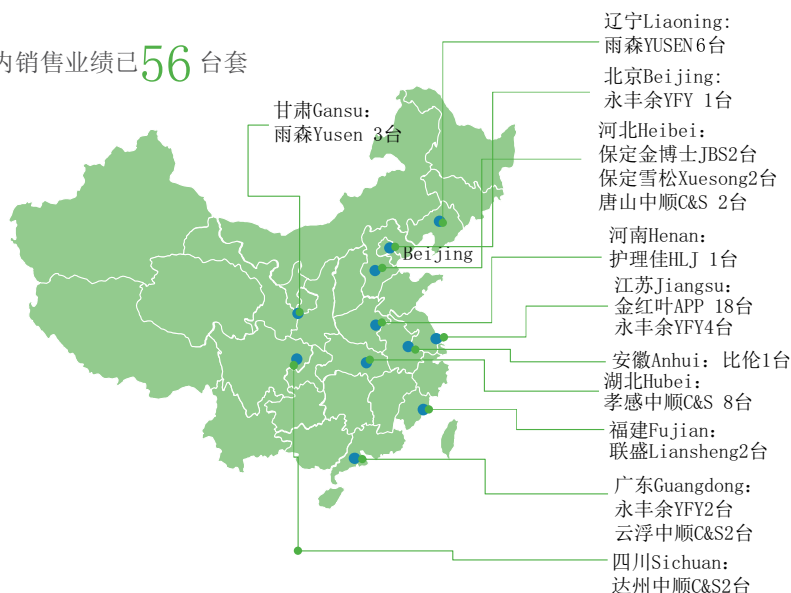 内销售业绩已56台套
甘肃Gansu：
雨森Yusen 3台
Beijing
辽宁Liaoning:
雨森YUSEN6台
北京Beijing:
永丰余YFY 1台
河北Heibei：
保定金博士JBS2台
保定雪松Xuesong2台
唐山中顺C&S 2台
河南Henan：
护理佳HLJ 1台
江苏Jiangsu：
金红叶APP 18台
永丰余YFY4台
安徽Anhui：比伦1台
湖北Hubei：
孝感中顺C&S 8台
福建Fujian：
联盛Liansheng2台
广东Guangdong：
永丰余YFY2台
云浮中顺C&S2台
四川Sichuan：
达州中顺C&S2台